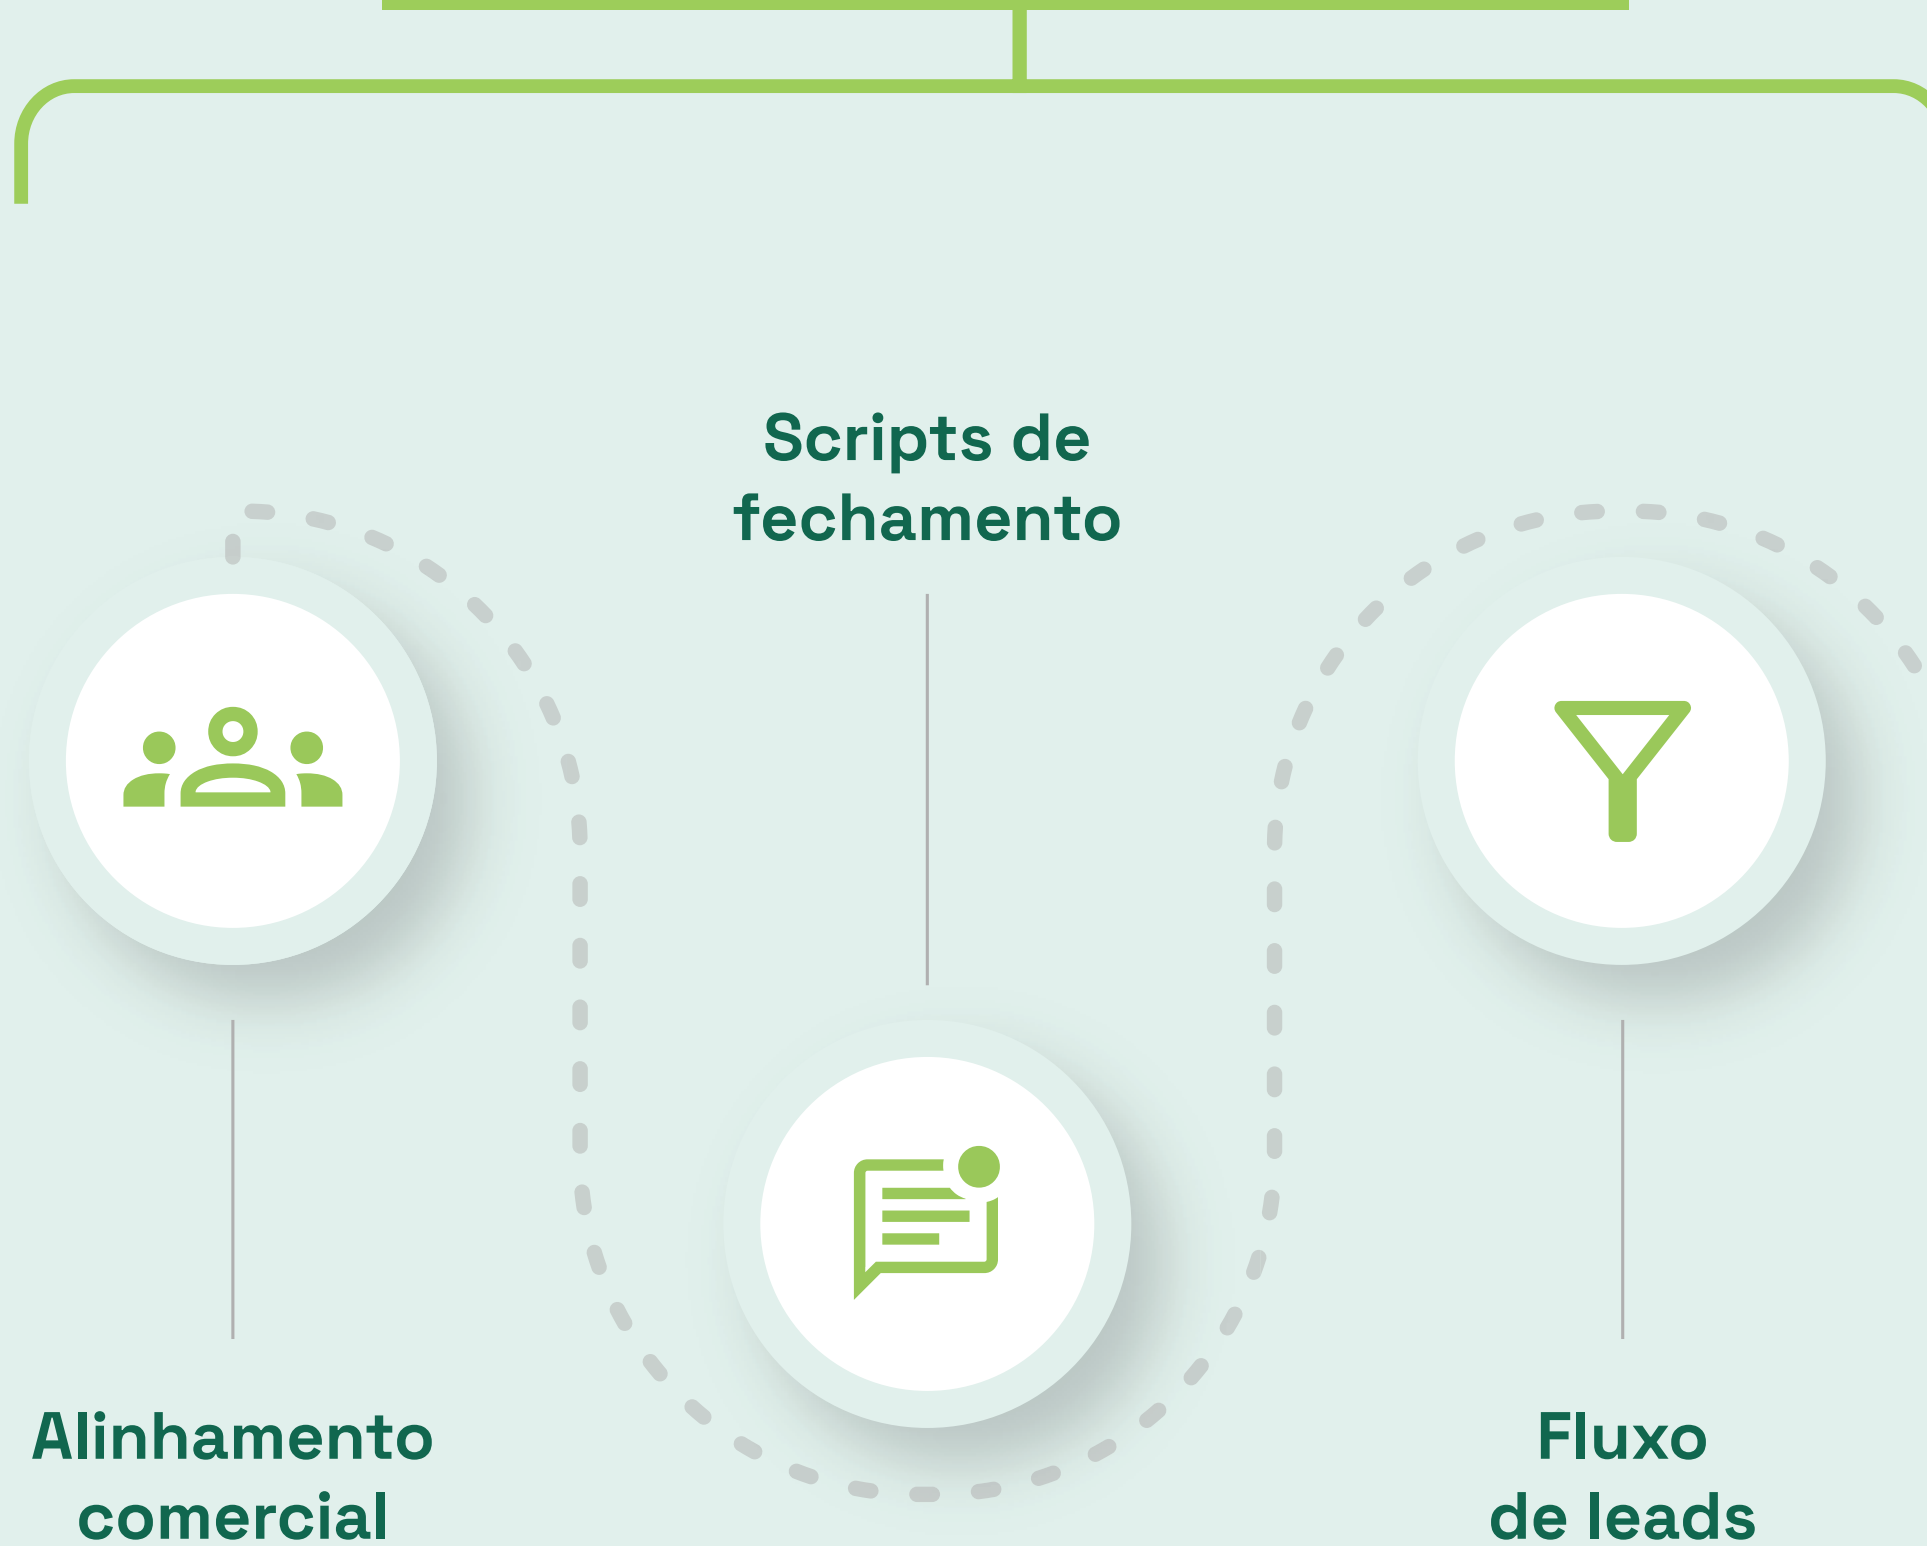 Scripts de
fechamento
Alinhamento
comercial
Fluxo
de leads